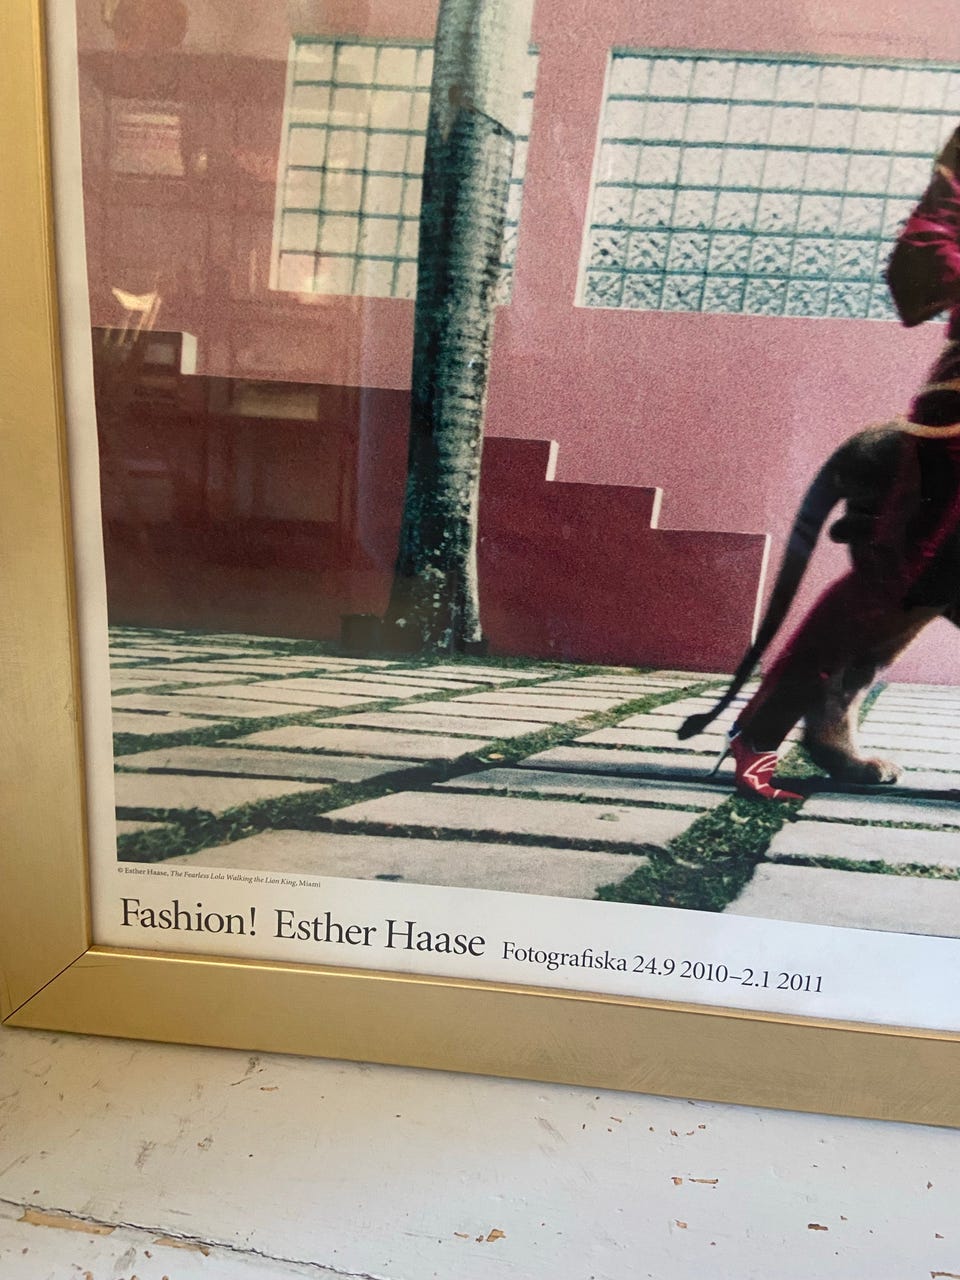 © Esther Haase, The Fearless Lola Walking the Lion King, Miami
Fashion! Esther Haase Fotografiska 24.9 2010–2.1 2011